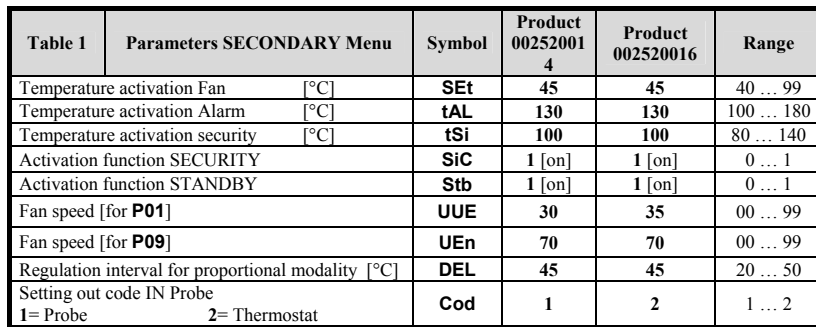 Table 1 Parameters SECONDARY Menu Symbol Product 00252001 4 Product 002520016 Range
Temperature activation Fan [°C] SEt 45 45 40 … 99
Temperature activation Alarm [°C] tAL 130 130 100 … 180
Temperature activation security [°C] tSi 100 100 80 … 140
Activation function SECURITY SiC 1 [on] 1 [on] 0 … 1
Activation function STANDBY Stb 1 [on] 1 [on] 0 … 1
Fan speed [for P01] UUE 30 35 00 … 99
Fan speed [for P09] UEn 70 70 00 … 99
Regulation interval for proportional modality [°C] DEL 45 45 20 … 50
Setting out code IN Probe
1= Probe 2= Thermostat Cod 1 2 1 … 2